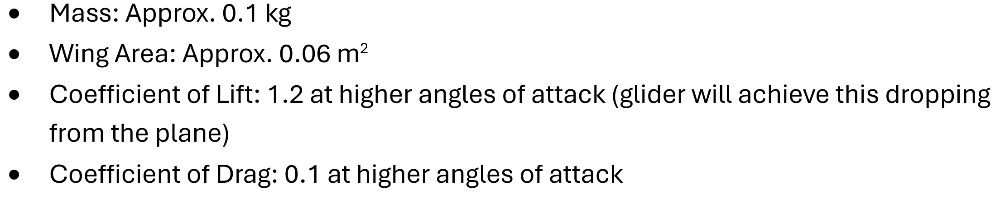 • Mass: Approx. 0.1 kg
• Wing Area: Approx. 0.06 m²
• Coefficient of Lift: 1.2 at higher angles of attack (glider will achieve this dropping
from the plane)
• Coefficient of Drag: 0.1 at higher angles of attack